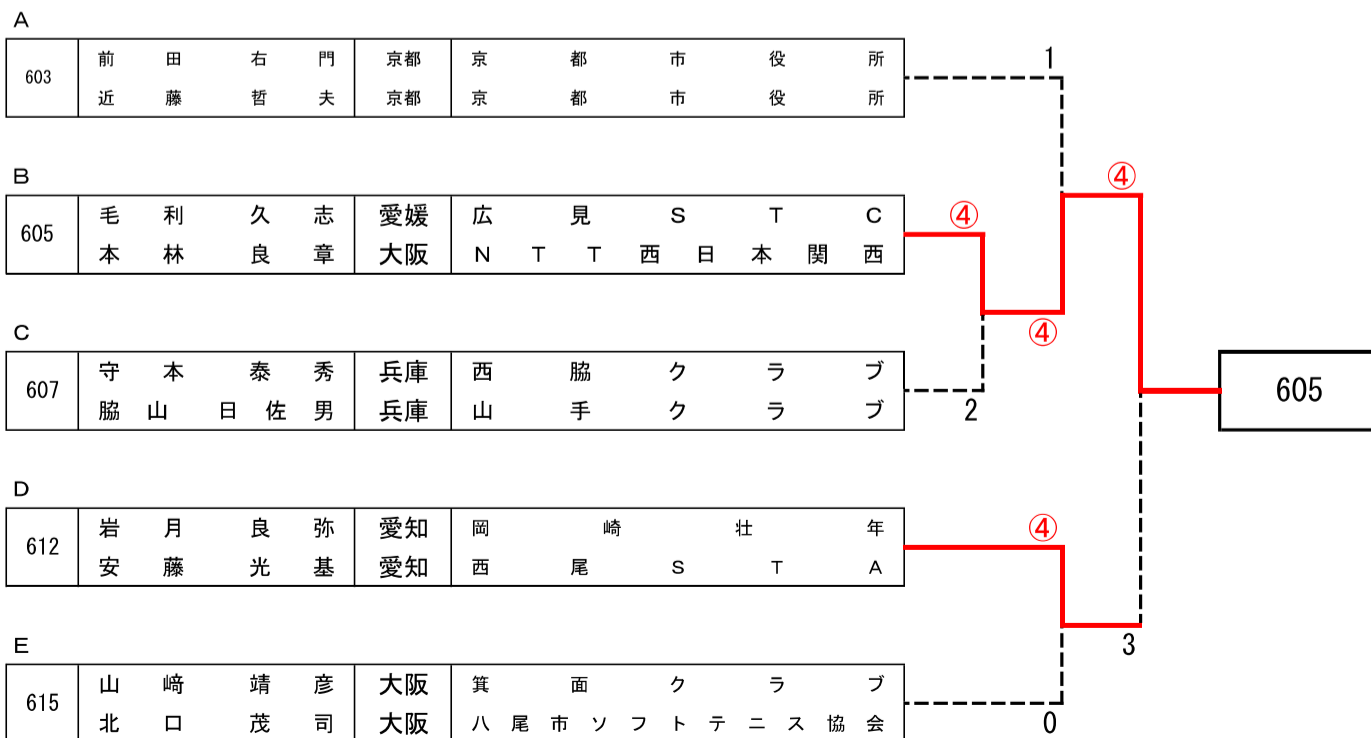 A
603 前田右門 京都 京都市役所
近藤哲夫 京都 京都市役所
1
B
④
605 毛利久志 愛媛 広見STC
本林良章 大阪 NTT西日本関西
④
④
C
607 守本泰秀 兵庫 西脇クラブ
脇山日佐男 兵庫 山手クラブ
2
605
D
612 岩月良弥 愛知 岡崎壮年
安藤光基 愛知 西尾STA
④
3
E
615 山﨑靖彦 大阪 箕面クラブ
北口茂司 大阪 八尾市ソフトテニス協会
0